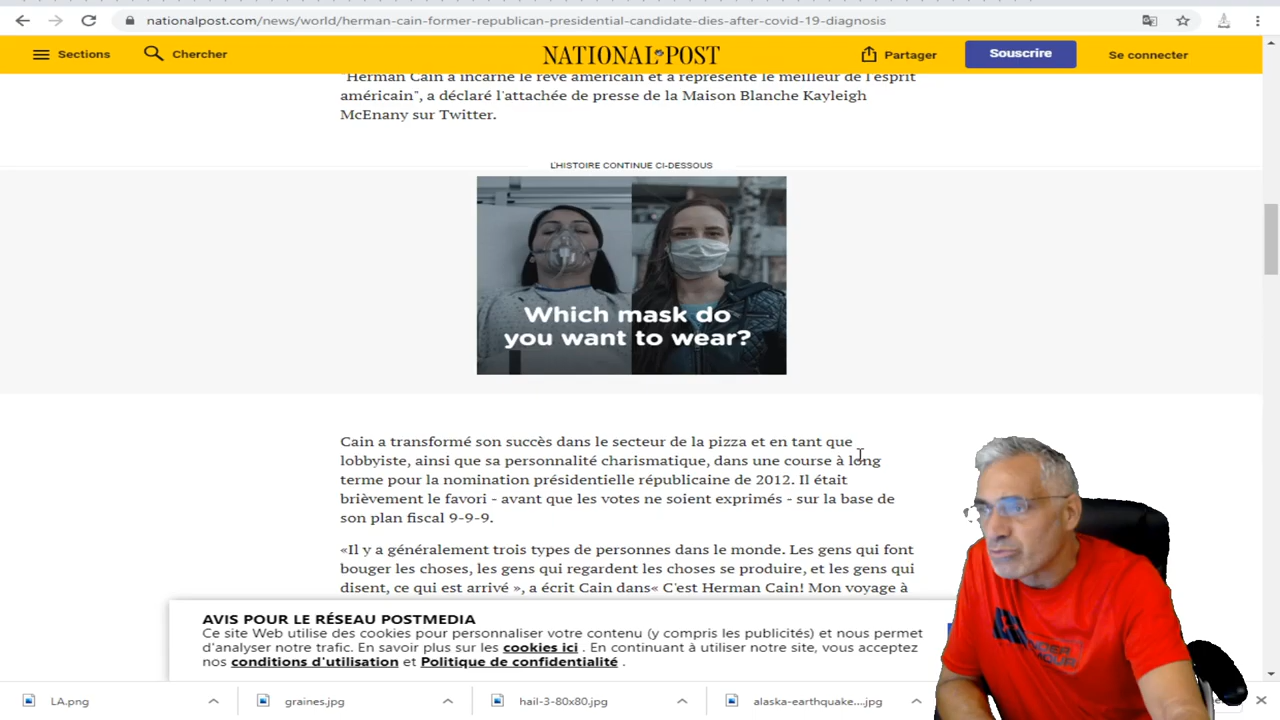 nationalpost.com/news/world/herman-cain-former-republican-presidential-candidate-dies-after-covid-19-diagnosis
Sections
Chercher
NATIONAL POST
Partager
Souscrire
Se connecter
"Herman Cain a incarné le rêve américain et a représenté le meilleur de l'esprit
américain", a déclaré l'attachée de presse de la Maison Blanche Kayleigh
McEnany sur Twitter.
L'HISTOIRE CONTINUE CI-DESSOUS
Which mask do
you want to wear?
Cain a transformé son succès dans le secteur de la pizza et en tant que
lobbyiste, ainsi que sa personnalité charismatique, dans une course à long
terme pour la nomination présidentielle républicaine de 2012. Il était
brièvement le favori - avant que les votes ne soient exprimés - sur la base de
son plan fiscal 9-9-9.
«Il y a généralement trois types de personnes dans le monde. Les gens qui font
bouger les choses, les gens qui regardent les choses se produire, et les gens qui
disent, ce qui est arrivé », a écrit Cain dans« C'est Herman Cain! Mon voyage à
AVIS POUR LE RÉSEAU POSTMEDIA
Ce site Web utilise des cookies pour personnaliser votre contenu (y compris les publicités) et nous permet
d'analyser notre trafic. En savoir plus sur les cookies ici . En continuant à utiliser notre site, vous acceptez
nos conditions d'utilisation et Politique de confidentialité .
LA.png
graines.jpg
hail-3-80x80.jpg
alaska-earthquake....jpg